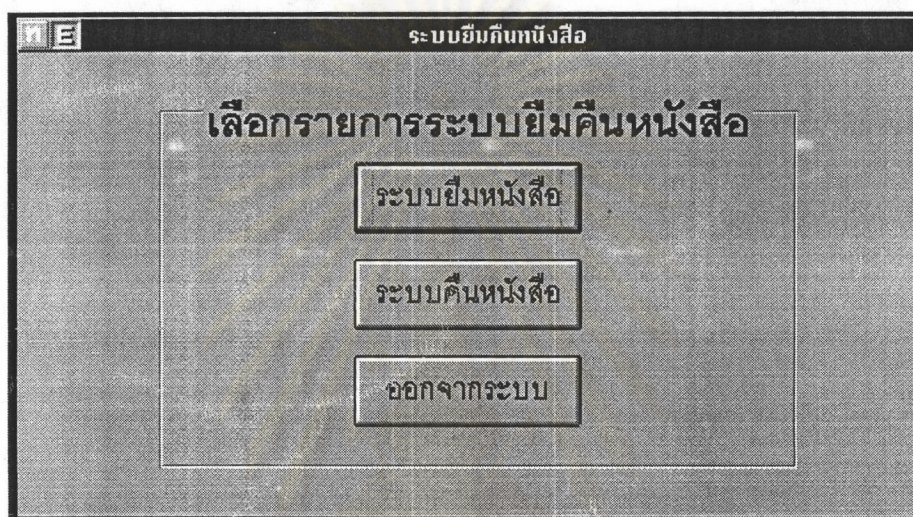 ก E ระบบยืมคืนหนังสือ
เลือกรายการระบบยืมคืนหนังสือ
ระบบยืมหนังสือ
ระบบคืนหนังสือ
ออกจากระบบ